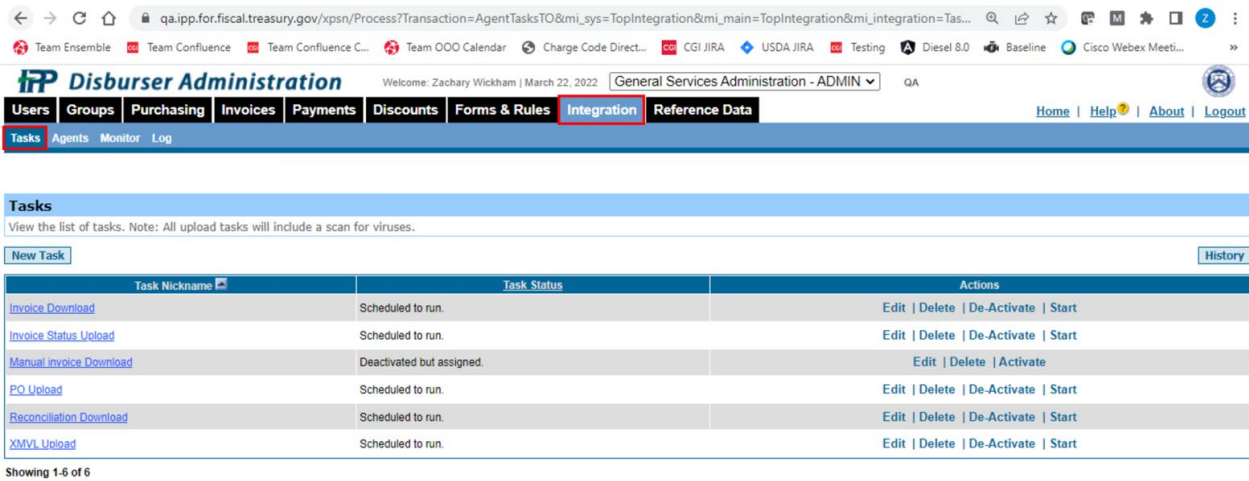 qa.ipp.for.fiscal.treasury.gov/xpsn/Process?Transaction=AgentTasksTO&mi_sys=TopIntegration&mi_main=TopIntegration&mi_integration=Tas...
Team Ensemble Team Confluence Team Confluence C... Team OOO Calendar Charge Code Direct... CGI CGI JIRA USDA JIRA Testing Diesel 8.0 Baseline Cisco Webex Meeti... »
IPP Disburser Administration Welcome: Zachary Wickham | March 22, 2022 General Services Administration - ADMIN QA
Users Groups Purchasing Invoices Payments Discounts Forms & Rules Integration Reference Data Home | Help? | About | Logout
Tasks Agents Monitor Log
Tasks
View the list of tasks. Note: All upload tasks will include a scan for viruses.
New Task History
Task Nickname Task Status Actions
Invoice Download Scheduled to run. Edit | Delete | De-Activate | Start
Invoice Status Upload Scheduled to run. Edit | Delete | De-Activate | Start
Manual invoice Download Deactivated but assigned. Edit | Delete | Activate
PO Upload Scheduled to run. Edit | Delete | De-Activate | Start
Reconciliation Download Scheduled to run. Edit | Delete | De-Activate | Start
XMVL Upload Scheduled to run. Edit | Delete | De-Activate | Start
Showing 1-6 of 6